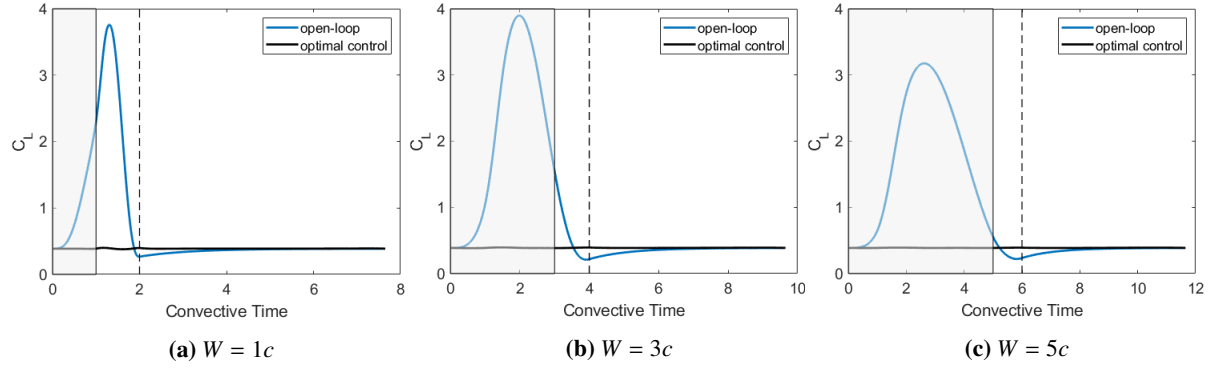 4
3
2
1
0
C_L
0
2
4
6
8
Convective Time
open-loop
optimal control
(a) W = 1c
4
3
2
1
0
C_L
0
2
4
6
8
10
Convective Time
open-loop
optimal control
(b) W = 3c
4
3
2
1
0
C_L
0
2
4
6
8
10
12
Convective Time
open-loop
optimal control
(c) W = 5c